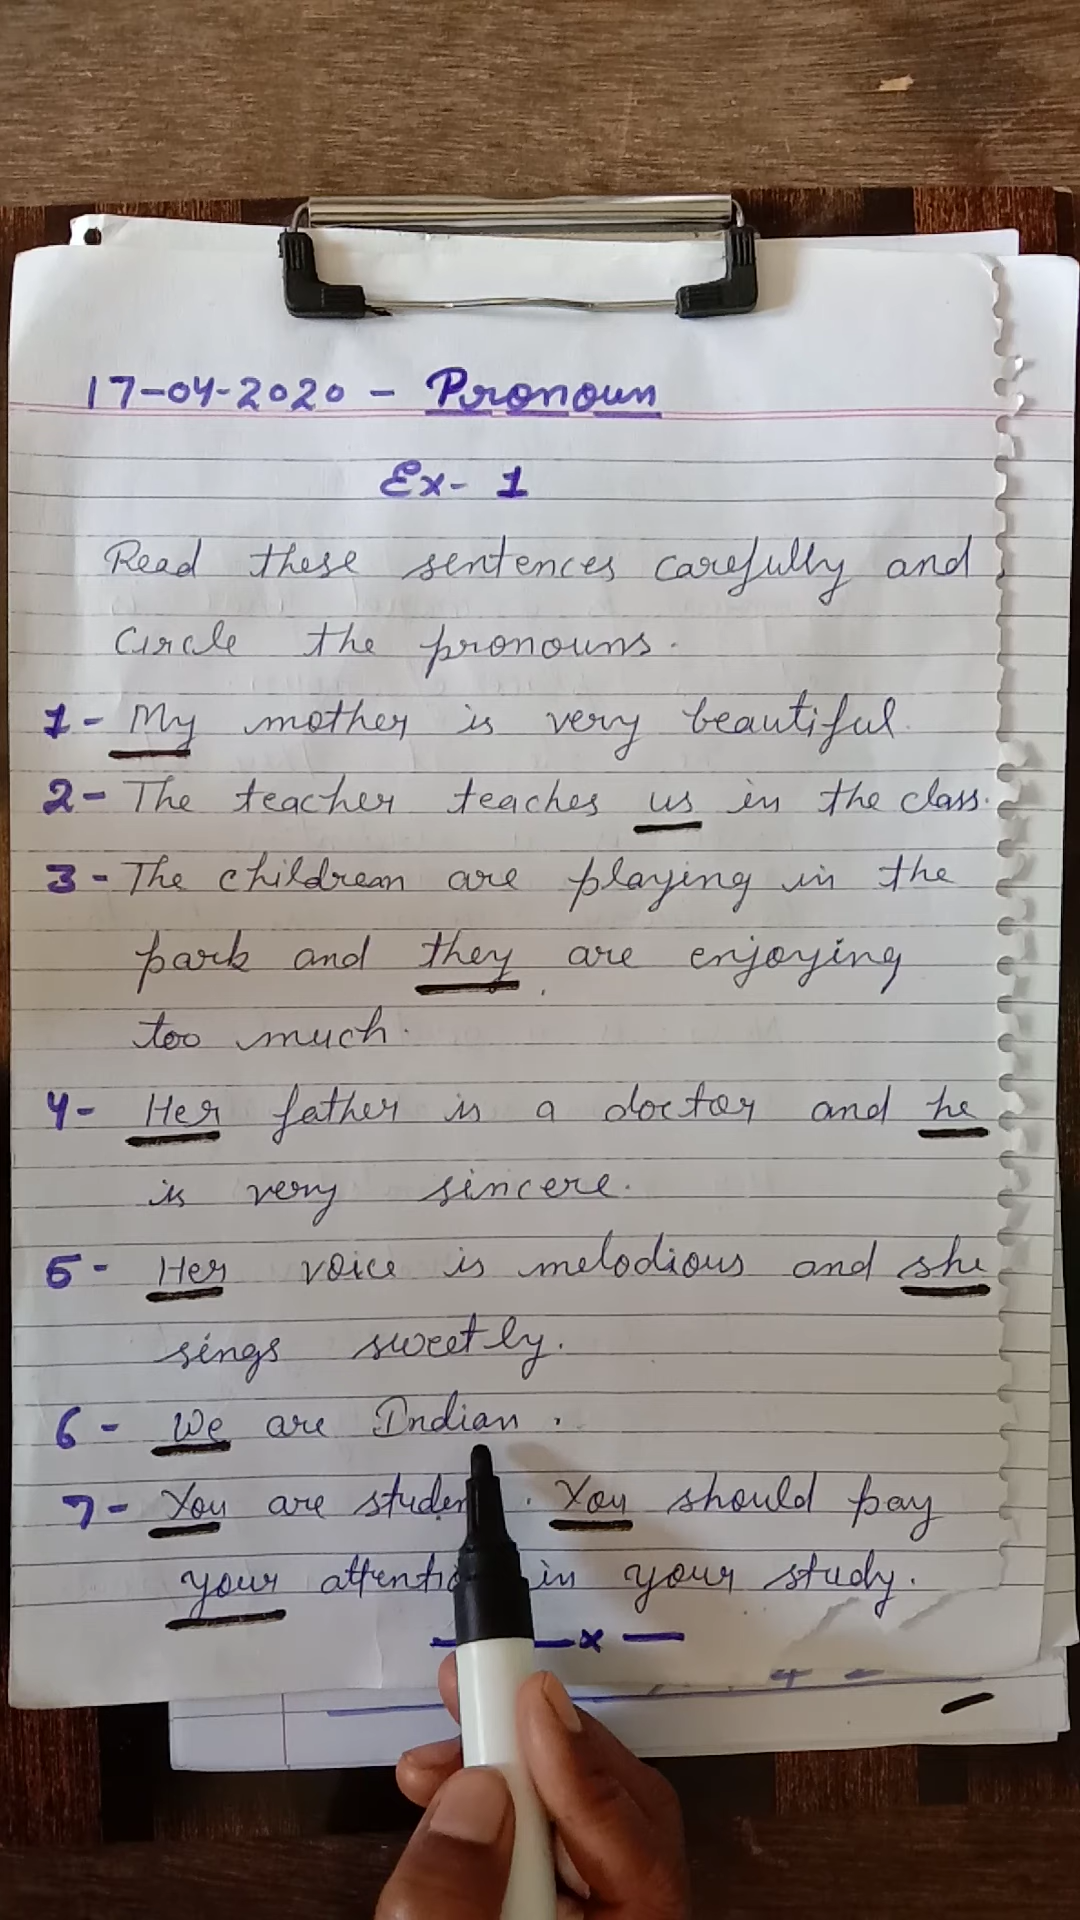 17-04-2020 - Pronoun
Ex- 1
Read these sentences carefully and
circle the pronouns.
1- My mother is very beautiful.
2- The teacher teaches us in the class.
3- The childrean are playing in the
park and they are enjoying
too much.
4- Her father is a doctor and he
is very sincere.
5- Her voice is melodious and she
sings sweetly.
6- We are Indian.
7- You are . You should pay
your in your study.
x